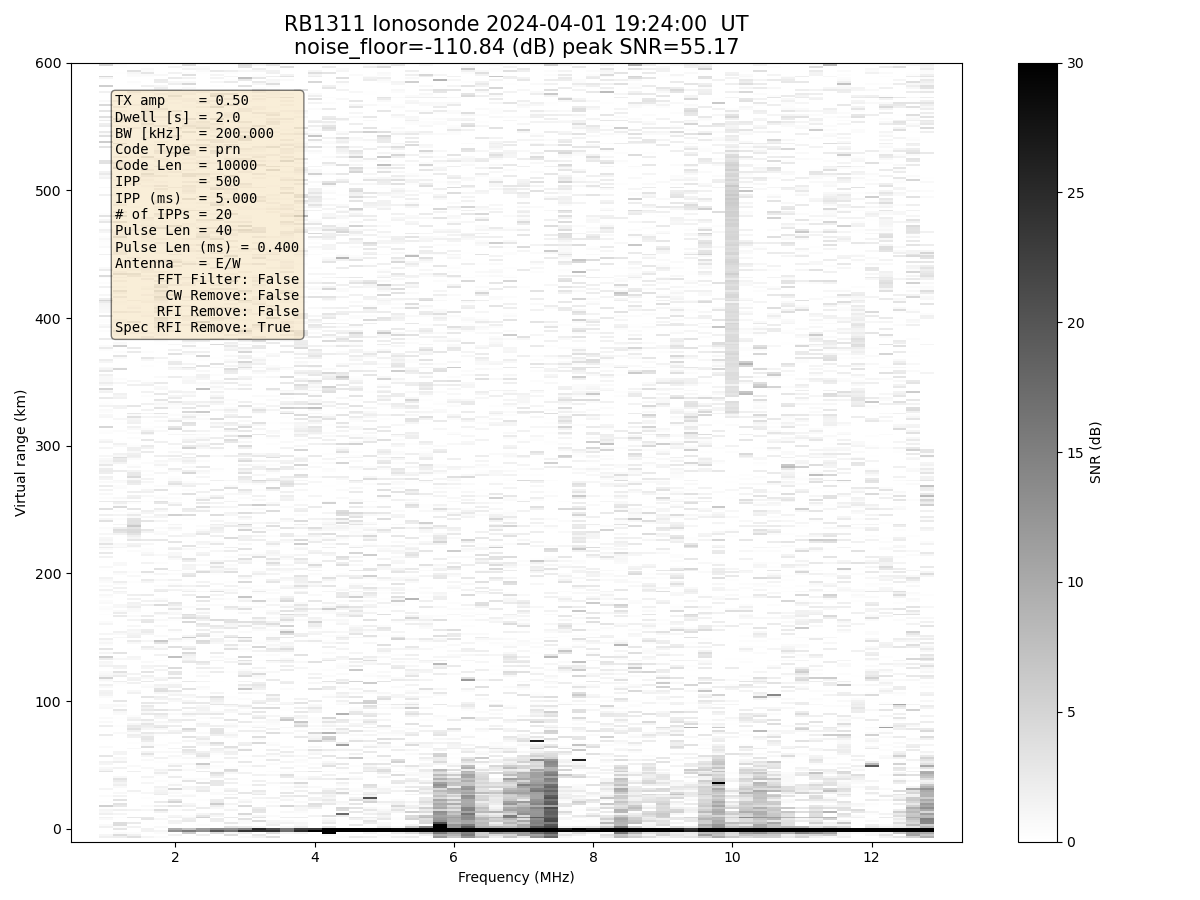 RB1311 Ionosonde 2024-04-01 19:24:00  UT
noise_floor=-110.84 (dB) peak SNR=55.17
600
500
400
300
200
100
0
Virtual range (km)
TX amp    = 0.50
Dwell [s] = 2.0
BW [kHz]  = 200.000
Code Type = prn
Code Len  = 10000
IPP       = 500
IPP (ms)  = 5.000
# of IPPs = 20
Pulse Len = 40
Pulse Len (ms) = 0.400
Antenna   = E/W
FFT Filter: False
CW Remove: False
RFI Remove: False
Spec RFI Remove: True
2 4 6 8 10 12
Frequency (MHz)
30
25
20
15
10
5
0
SNR (dB)